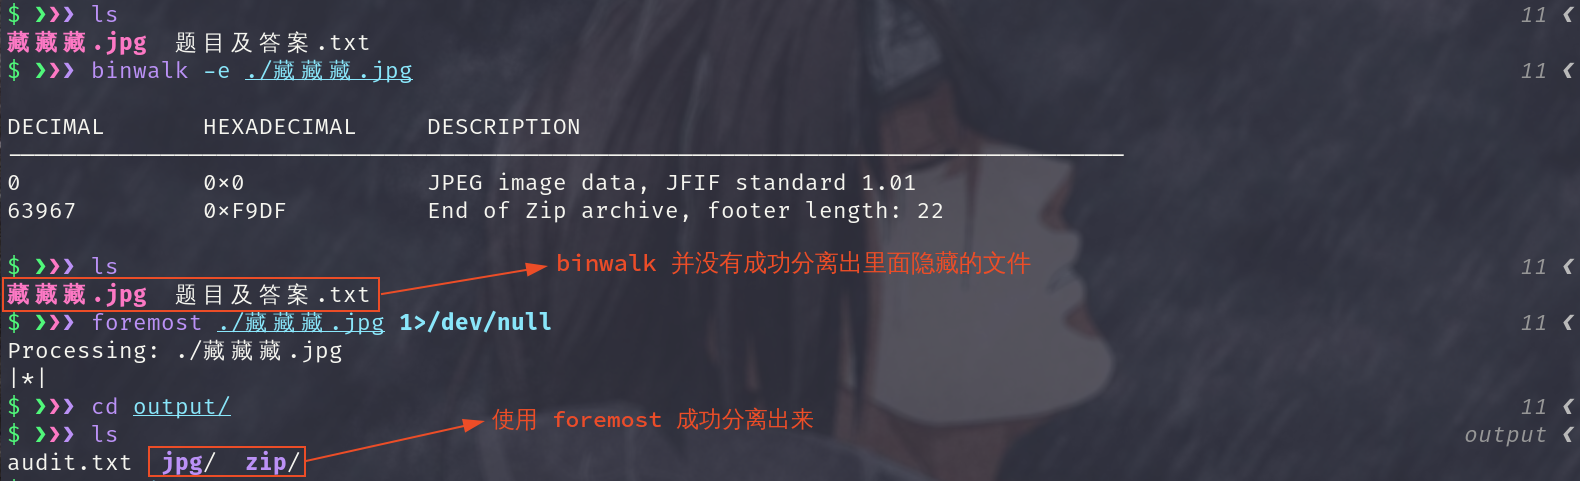 $ ❯❯❯ ls 11 ❮
藏藏藏.jpg 题目及答案.txt
$ ❯❯❯ binwalk -e ./藏藏藏.jpg 11 ❮
DECIMAL HEXADECIMAL DESCRIPTION
0 0×0 JPEG image data, JFIF standard 1.01
63967 0×F9DF End of Zip archive, footer length: 22
$ ❯❯❯ ls 11 ❮
binwalk 并没有成功分离出里面隐藏的文件
藏藏藏.jpg 题目及答案.txt
$ ❯❯❯ foremost ./藏藏藏.jpg 1>/dev/null 11 ❮
Processing: ./藏藏藏.jpg
|*|
$ ❯❯❯ cd output/ 11 ❮
使用 foremost 成功分离出来
$ ❯❯❯ ls output ❮
audit.txt jpg/ zip/